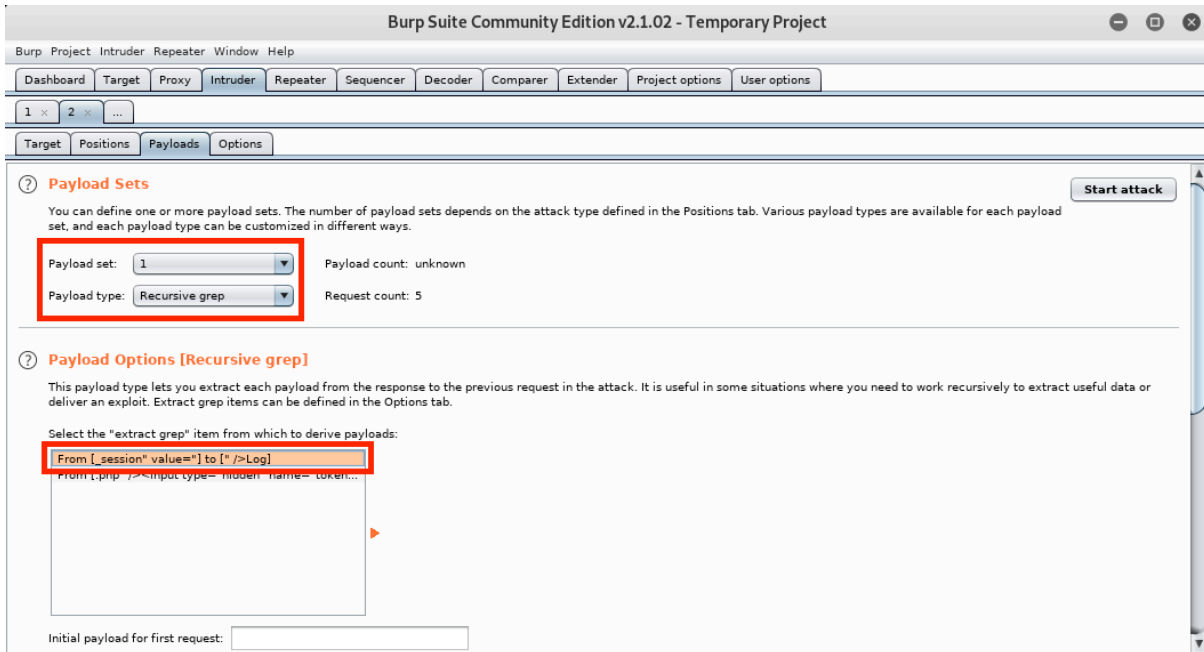 Burp Suite Community Edition v2.1.02 - Temporary Project
Burp Project Intruder Repeater Window Help
Dashboard Target Proxy Intruder Repeater Sequencer Decoder Comparer Extender Project options User options
1 × 2 × ...
Target Positions Payloads Options
? Payload Sets
Start attack
You can define one or more payload sets. The number of payload sets depends on the attack type defined in the Positions tab. Various payload types are available for each payload
set, and each payload type can be customized in different ways.
Payload set: 1 Payload count: unknown
Payload type: Recursive grep Request count: 5
? Payload Options [Recursive grep]
This payload type lets you extract each payload from the response to the previous request in the attack. It is useful in some situations where you need to work recursively to extract useful data or
deliver an exploit. Extract grep items can be defined in the Options tab.
Select the "extract grep" item from which to derive payloads:
From [_session" value="] to [" />Log]
From [.php" /><input type="hidden" name="token...
Initial payload for first request: